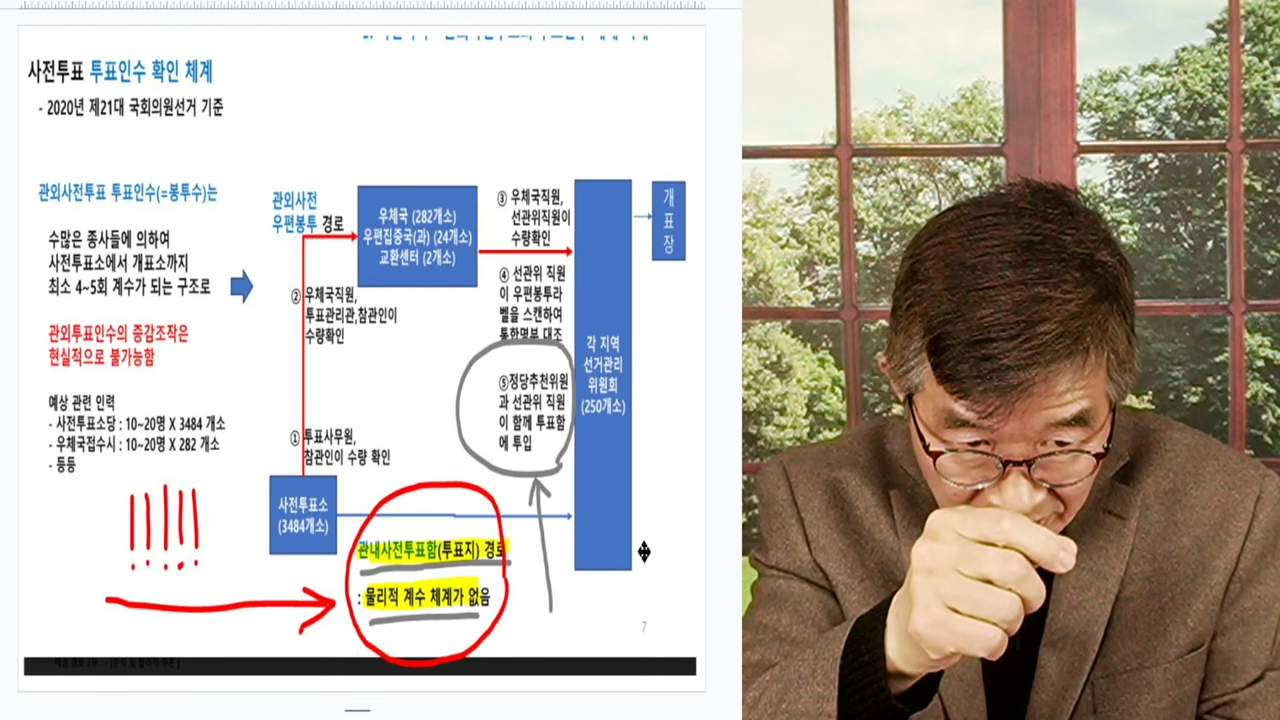 사전투표 투표인수 확인 체계
- 2020년 제21대 국회의원선거 기준
관외사전투표 투표인수(=봉투수)는
수많은 종사들에 의하여
사전투표소에서 개표소까지
최소 4~5회 계수가 되는 구조로
관외투표인수의 증감조작은
현실적으로 불가능함
예상 관련 인력
- 사전투표소당 : 10~20명 X 3484 개소
- 우체국접수시 : 10~20명 X 282 개소
- 등등
!!!!!
관외사전
우편봉투 경로
우체국 (282개소)
우편집중국(과) (24개소)
교환센터 (2개소)
② 우체국직원,
투표관리관,참관인이
수량확인
① 투표사무원,
참관인이 수량 확인
사전투표소
(3484개소)
③ 우체국직원,
선관위직원이
수량확인
④ 선관위 직원
이 우편봉투라
벨을 스캔하여
통합명부 대조
⑤정당추천위원
과 선관위 직원
이 함께 투표함
에 투입
각 지역
선거관리
위원회
(250개소)
개
표
장
관내사전투표함(투표지) 경로
: 물리적 계수 체계가 없음
7